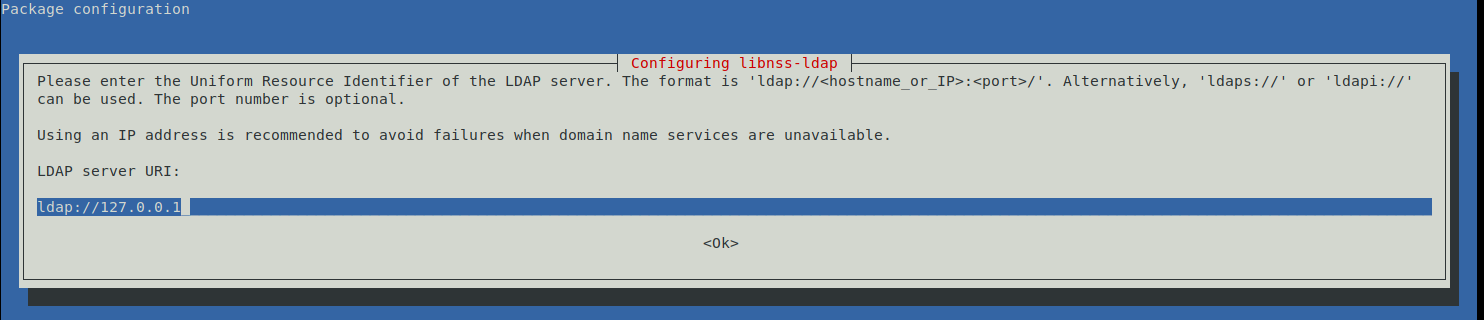 Package configuration
Configuring libnss-ldap
Please enter the Uniform Resource Identifier of the LDAP server. The format is 'ldap://<hostname_or_IP>:<port>/'. Alternatively, 'ldaps://' or 'ldapi://'
can be used. The port number is optional.
Using an IP address is recommended to avoid failures when domain name services are unavailable.
LDAP server URI:
ldap://127.0.0.1
<Ok>